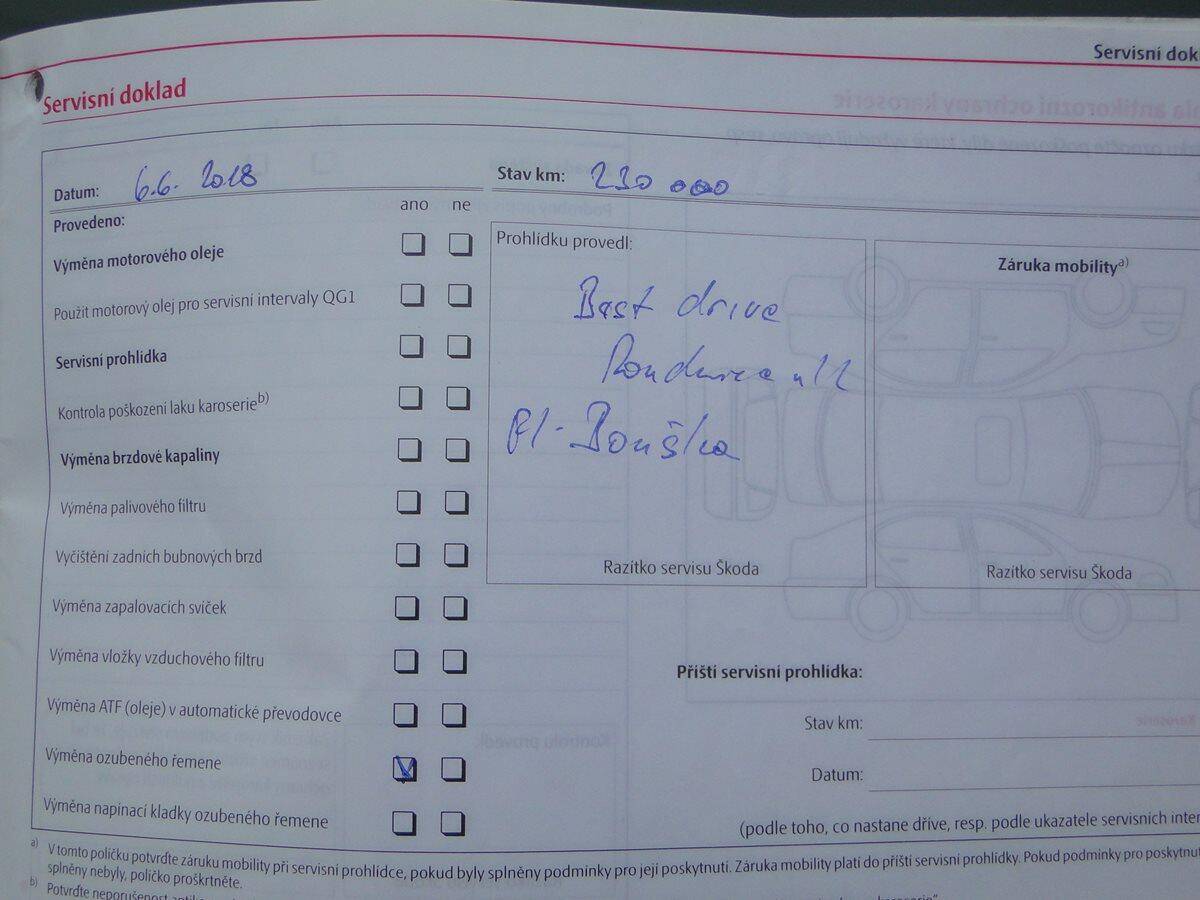 Servisní dok
Servisní doklad
Datum: 6.6. 2018
Stav km: 230 000
Provedeno:
ano ne
Výměna motorového oleje
Použit motorový olej pro servisní intervaly QG1
Servisní prohlídka
Kontrola poškození laku karoserie b)
Výměna brzdové kapaliny
Výměna palivového filtru
Vyčištění zadních bubnových brzd
Výměna zapalovacích svíček
Výměna vložky vzduchového filtru
Výměna ATF (oleje) v automatické převodovce
Výměna ozubeného řemene
Výměna napínací kladky ozubeného řemene
Prohlídku provedl:
Best drive
Bouška
Razítko servisu Škoda
Záruka mobility a)
Razítko servisu Škoda
Příští servisní prohlídka:
Stav km:
Datum:
(podle toho, co nastane dříve, resp. podle ukazatele servisních inter
a) V tomto políčku potvrďte záruku mobility při servisní prohlídce, pokud byly splněny podmínky pro její poskytnutí. Záruka mobility platí do příští servisní prohlídky. Pokud podmínky pro poskytnut
splněny nebyly, políčko proškrtněte.
b) Potvrďte neporušenost